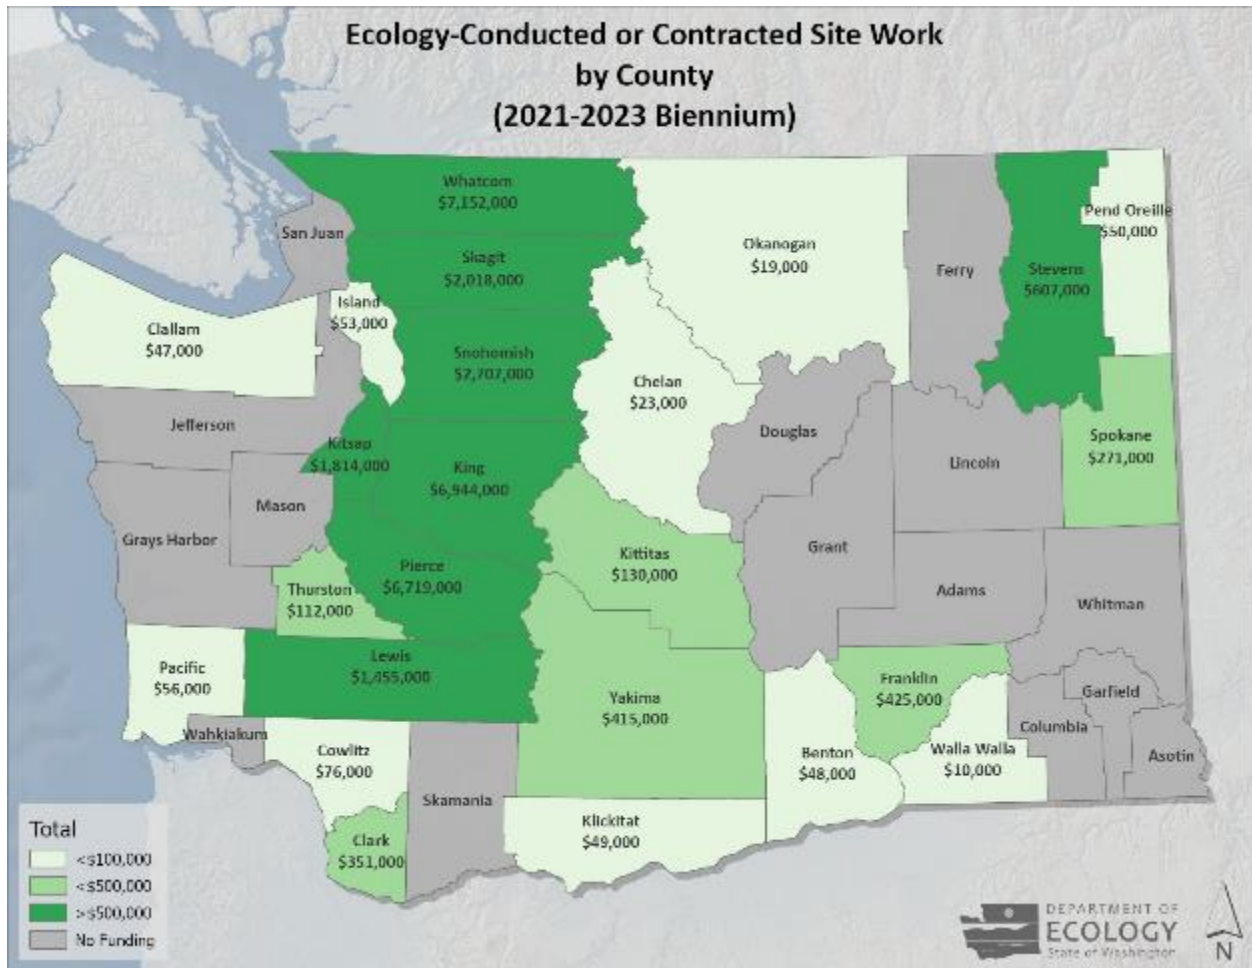 Ecology-Conducted or Contracted Site Work
by County
(2021-2023 Biennium)
Whatcom
$7,152,000
San Juan
Skagit
$2,018,000
Okanogan
$19,000
Ferry
Stevens
$607,000
Pend Oreille
$50,000
Clallam
$47,000
Island
$53,000
Snohomish
$2,707,000
Chelan
$23,000
Jefferson
Kitsap
$1,814,000
King
$6,944,000
Douglas
Lincoln
Spokane
$271,000
Mason
Grays Harbor
Kittitas
$130,000
Grant
Pierce
$6,719,000
Thurston
$112,000
Adams
Whitman
Pacific
$56,000
Lewis
$1,455,000
Yakima
$415,000
Franklin
$425,000
Garfield
Columbia
Asotin
Wahkiakum
Cowlitz
$76,000
Skamania
Benton
$48,000
Walla Walla
$10,000
Clark
$351,000
Klickitat
$49,000
Total
<$100,000
<$500,000
>$500,000
No Funding
DEPARTMENT OF
ECOLOGY
State of Washington
N